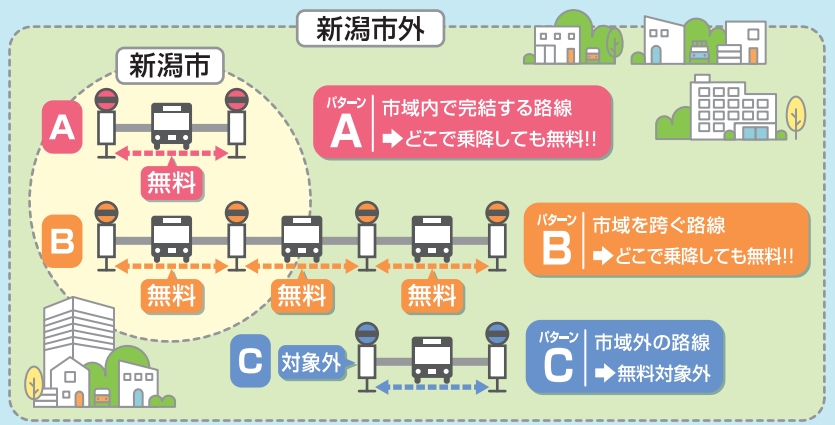 新潟市外
新潟市
A
無料
パターン
A
市域内で完結する路線
➡どこで乗降しても無料!!
B
無料
無料
無料
パターン
B
市域を跨ぐ路線
➡どこで乗降しても無料!!
C
対象外
パターン
C
市域外の路線
➡無料対象外